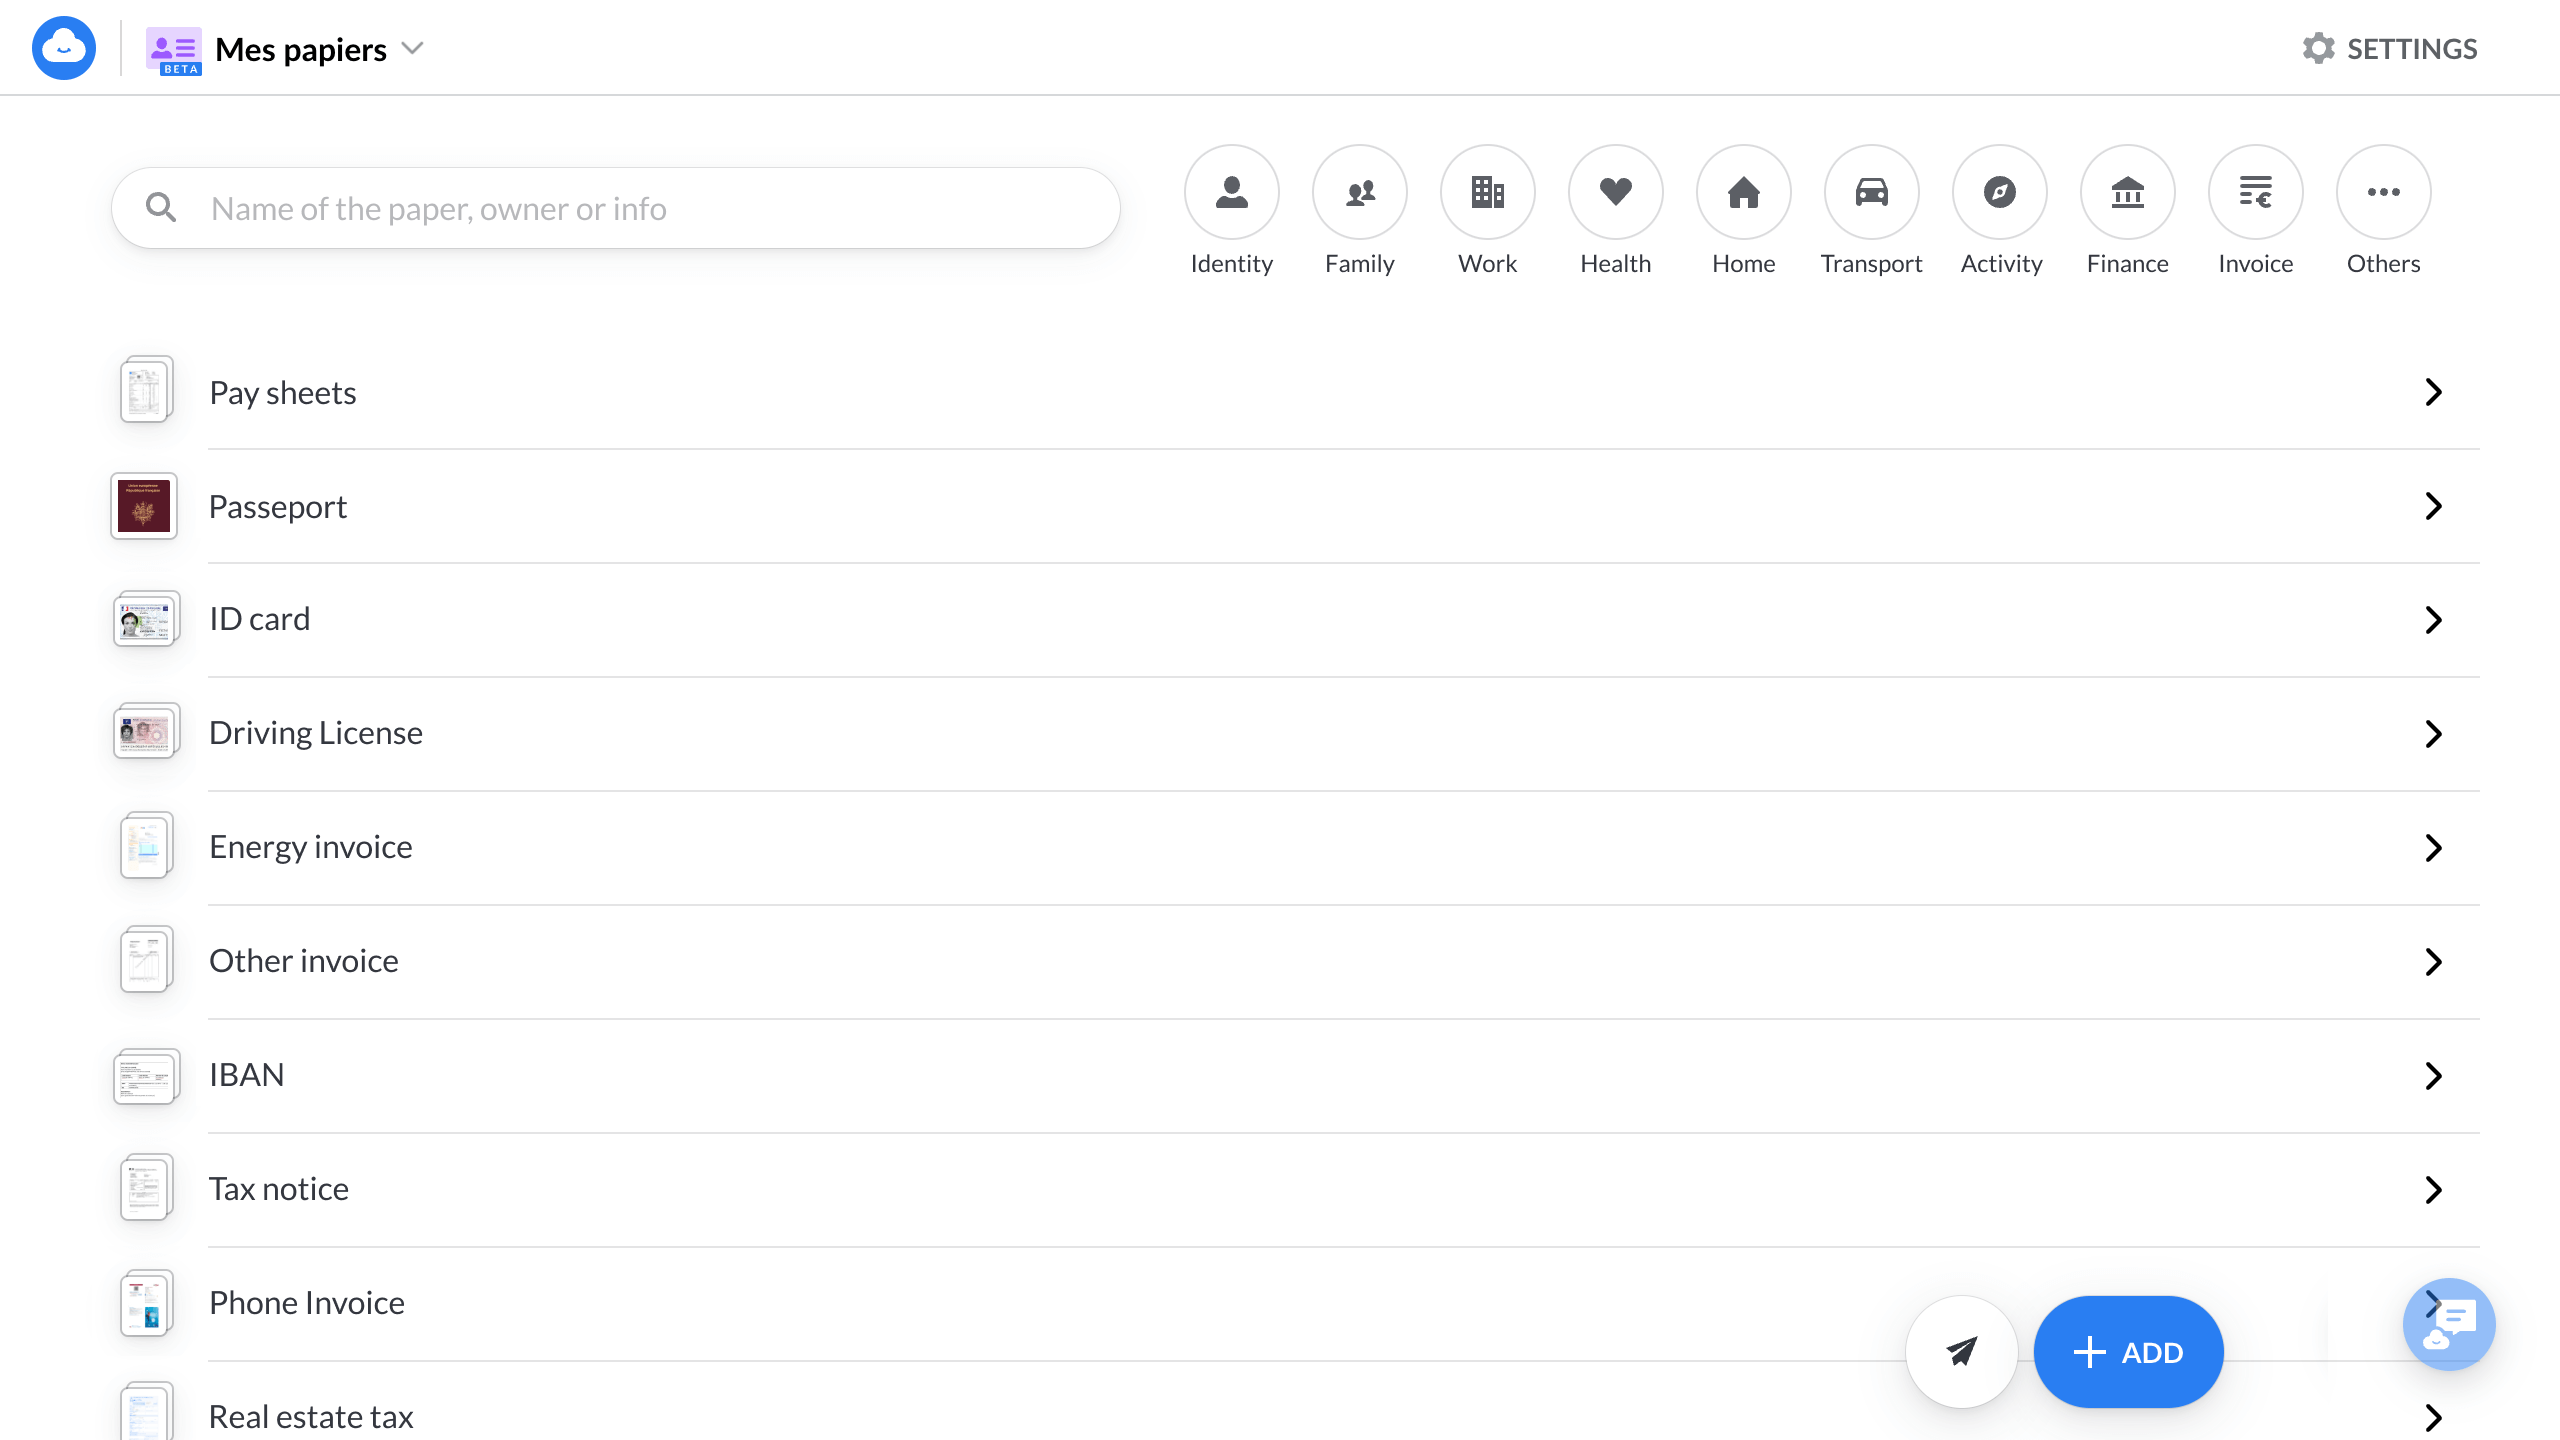 BETA
Mes papiers
SETTINGS
Name of the paper, owner or info
Identity
Family
Work
Health
Home
Transport
Activity
Finance
Invoice
Others
Pay sheets
Passeport
ID card
Driving License
Energy invoice
Other invoice
IBAN
Tax notice
Phone Invoice
ADD
Real estate tax